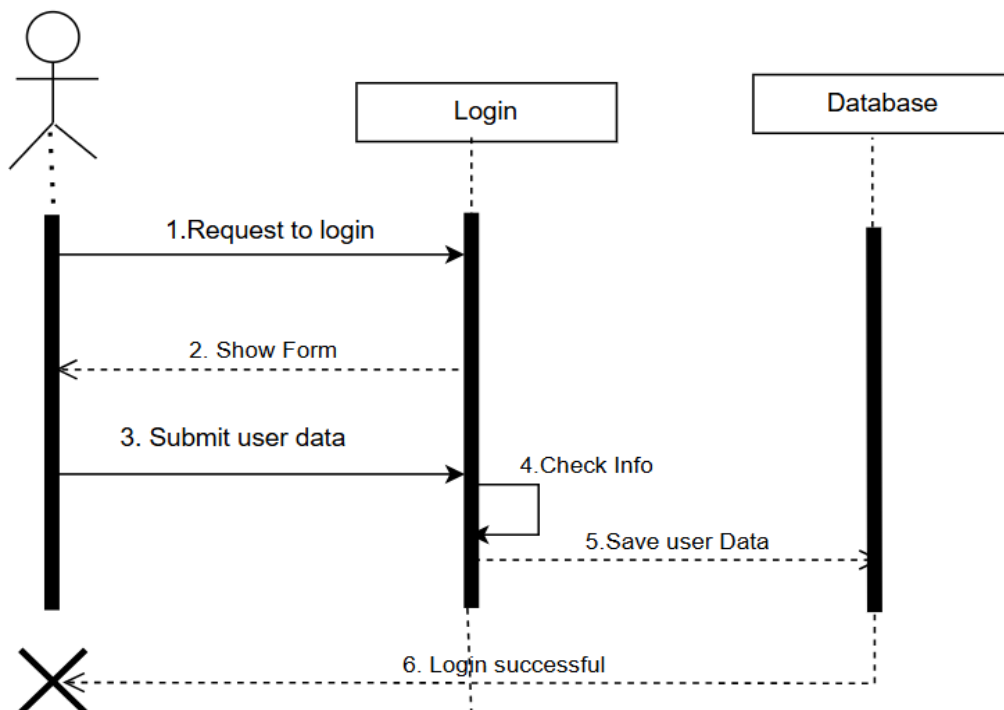 Login
Database
1.Request to login
2. Show Form
3. Submit user data
4.Check Info
5.Save user Data
6. Login successful